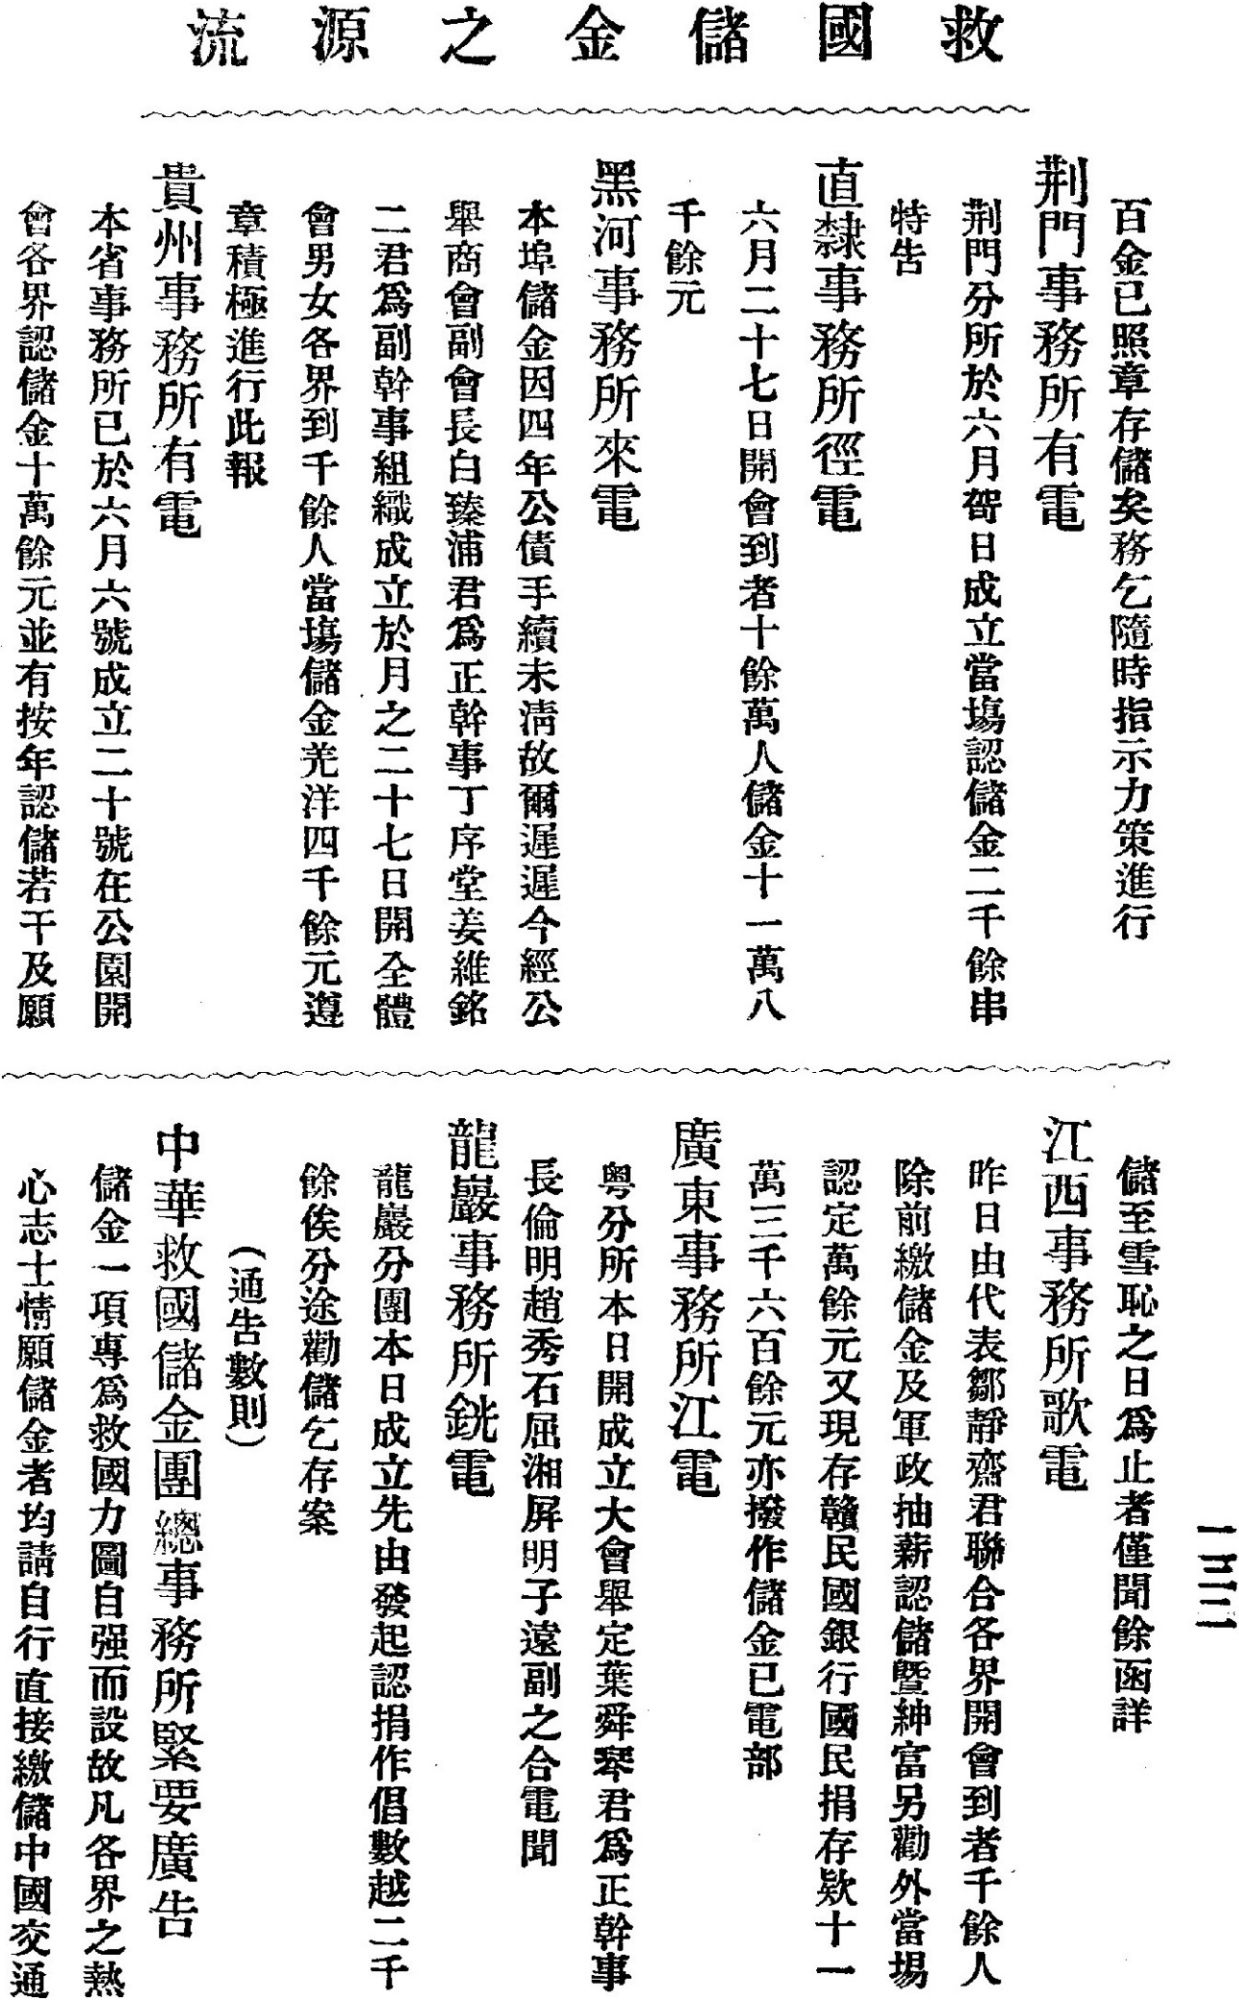 救國儲金之源流
百金已照章存儲矣務乞隨時指示力策進行
荆門事務所有電
荆門分所於六月哿日成立當塲認儲金二千餘串
特告
直隸事務所徑電
六月二十七日開會到者十餘萬人儲金十一萬八
千餘元
黑河事務所來電
本埠儲金因四年公債手續未淸故爾遲遲今經公
舉商會副會長白臻浦君爲正幹事丁序堂姜維銘
二君爲副幹事組織成立於月之二十七日開全體
會男女各界到千餘人當塲儲金羌洋四千餘元遵
章積極進行此報
貴州事務所有電
本省事務所已於六月六號成立二十號在公園開
會各界認儲金十萬餘元並有按年認儲若干及願
儲至雪恥之日爲止者僅聞餘函詳
江西事務所歌電
昨日由代表鄒靜齋君聯合各界開會到者千餘人
除前繳儲金及軍政抽薪認儲曁紳富另勸外當場
認定萬餘元又現存贛民國銀行國民捐存欵十一
萬三千六百餘元亦撥作儲金已電部
廣東事務所江電
粤分所本日開成立大會舉定葉舜琴君爲正幹事
長倫明趙秀石屈湘屛明子遠副之合電聞
龍巖事務所銑電
龍巖分團本日成立先由發起認捐作倡數越二千
餘俟分途勸儲乞存案
(通告數則)
中華救國儲金團總事務所緊要廣告
儲金一項專爲救國力圖自强而設故凡各界之熱
心志士情願儲金者均請自行直接繳儲中國交通
一三二